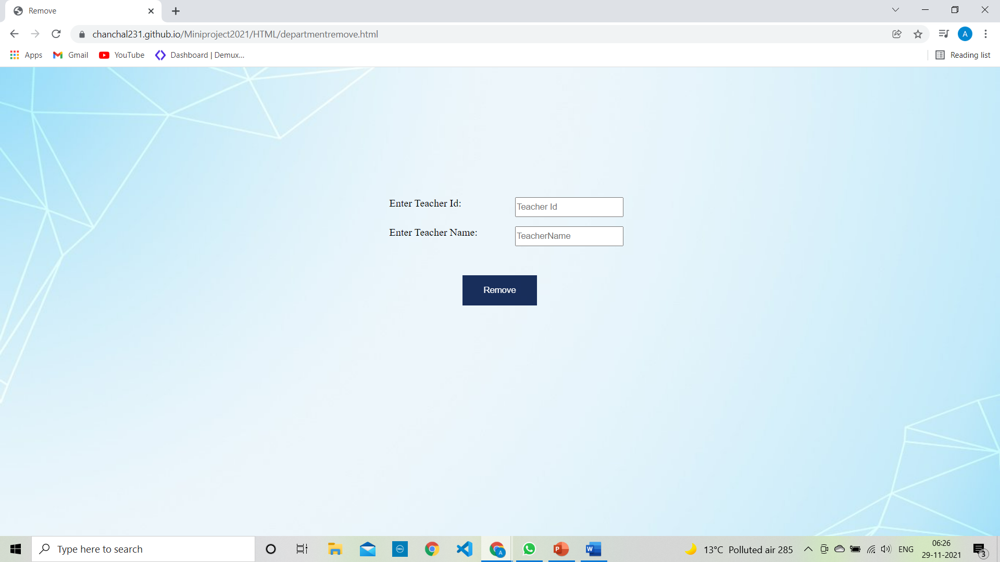 Remove
chanchal231.github.io/Miniproject2021/HTML/departmentremove.html
A
Apps
Gmail
YouTube
Dashboard | Demux...
Reading list
Enter Teacher Id:
Teacher Id
Enter Teacher Name:
TeacherName
Remove
Type here to search
DELL
A
P
W
13°C Polluted air 285
ENG
06:26
29-11-2021
3